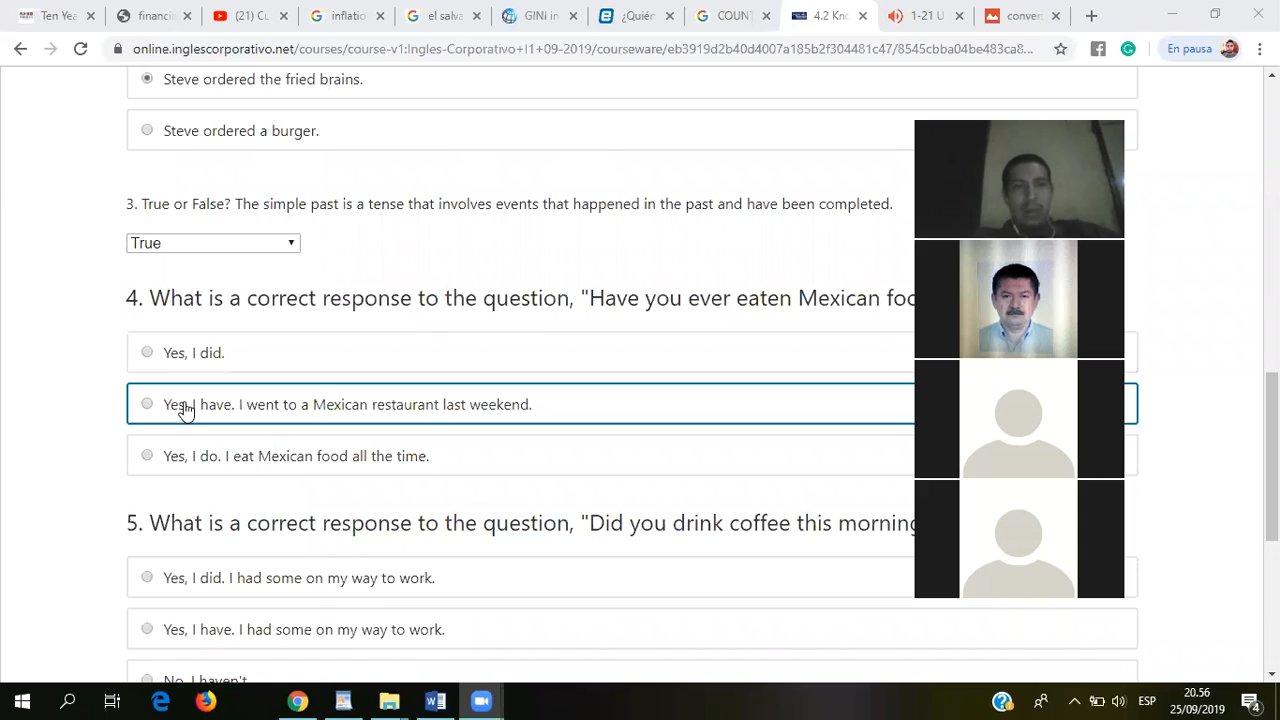 Ten Ye
financi
(21) Cu
inflatio
el salve
GINi in
¿Quién
COUNT
4.2 Kno
1-21 U
conver
online.inglescorporativo.net/courses/course-v1:Ingles-Corporativo+I1+09-2019/courseware/eb3919d2b40d4007a185b2f304481c47/8545cbba04be483ca8...
En pausa
Steve ordered the fried brains.
Steve ordered a burger.
3. True or False? The simple past is a tense that involves events that happened in the past and have been completed.
True
4. What is a correct response to the question, "Have you ever eaten Mexican foo
Yes, I did.
Yes, I have. I went to a Mexican restaurant last weekend.
Yes, I do. I eat Mexican food all the time.
5. What is a correct response to the question, "Did you drink coffee this morning
Yes, I did. I had some on my way to work.
Yes, I have. I had some on my way to work.
No, I haven't.
ESP
20.56
25/09/2019
4